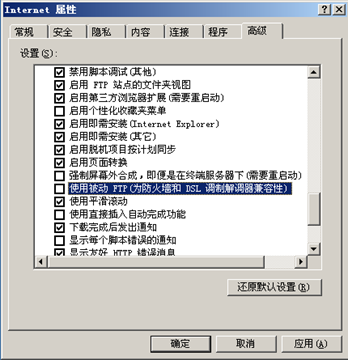 Internet 属性
常规 安全 隐私 内容 连接 程序 高级
设置(S):
禁用脚本调试(其他)
启用 FTP 站点的文件夹视图
启用第三方浏览器扩展(需要重启动)
启用个性化收藏夹菜单
启用即需安装(Internet Explorer)
启用即需安装(其它)
启用脱机项目按计划同步
启用页面转换
强制屏幕外合成,即便是在终端服务器下(需要重启动)
使用被动 FTP(为防火墙和 DSL 调制解调器兼容性)
使用平滑滚动
使用直接插入自动完成功能
下载完成后发出通知
显示每个脚本错误的通知
显示友好 HTTP 错误消息
还原默认设置(R)
确定 取消 应用(A)